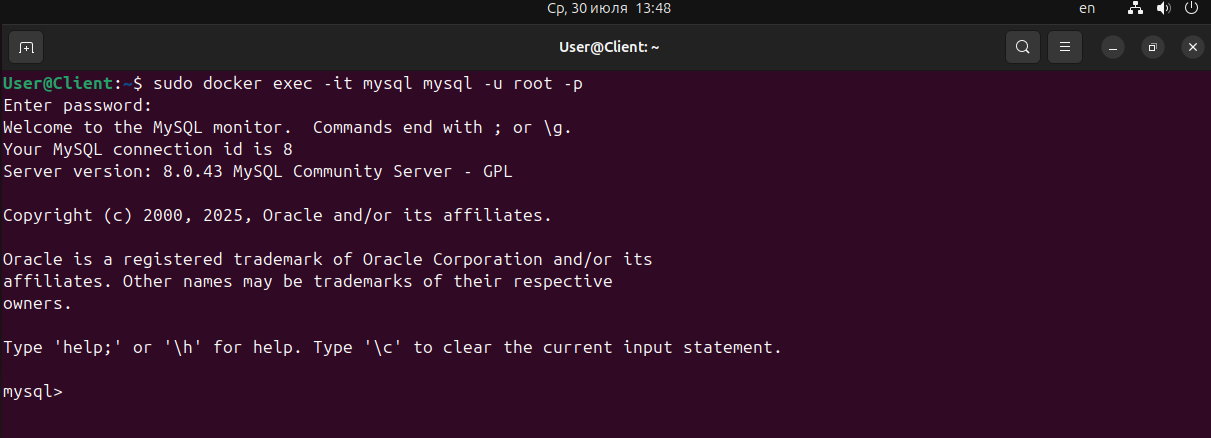 Ср, 30 июля 13:48
en
User@Client: ~
User@Client:~$ sudo docker exec -it mysql mysql -u root -p
Enter password:
Welcome to the MySQL monitor.  Commands end with ; or \g.
Your MySQL connection id is 8
Server version: 8.0.43 MySQL Community Server - GPL
Copyright (c) 2000, 2025, Oracle and/or its affiliates.
Oracle is a registered trademark of Oracle Corporation and/or its
affiliates. Other names may be trademarks of their respective
owners.
Type 'help;' or '\h' for help. Type '\c' to clear the current input statement.
mysql>